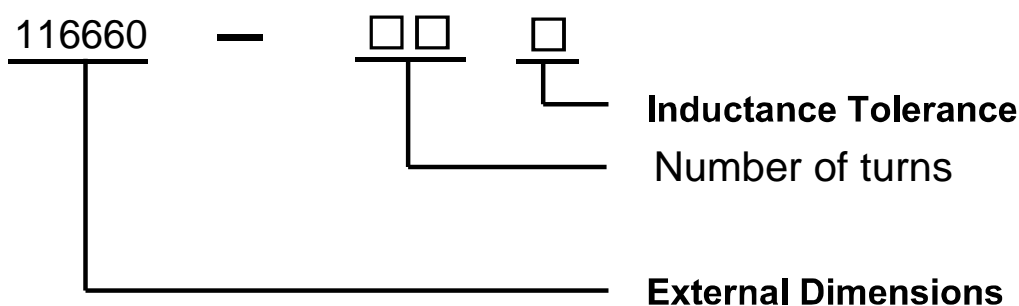 116660 — □□ □
Inductance Tolerance
Number of turns
External Dimensions